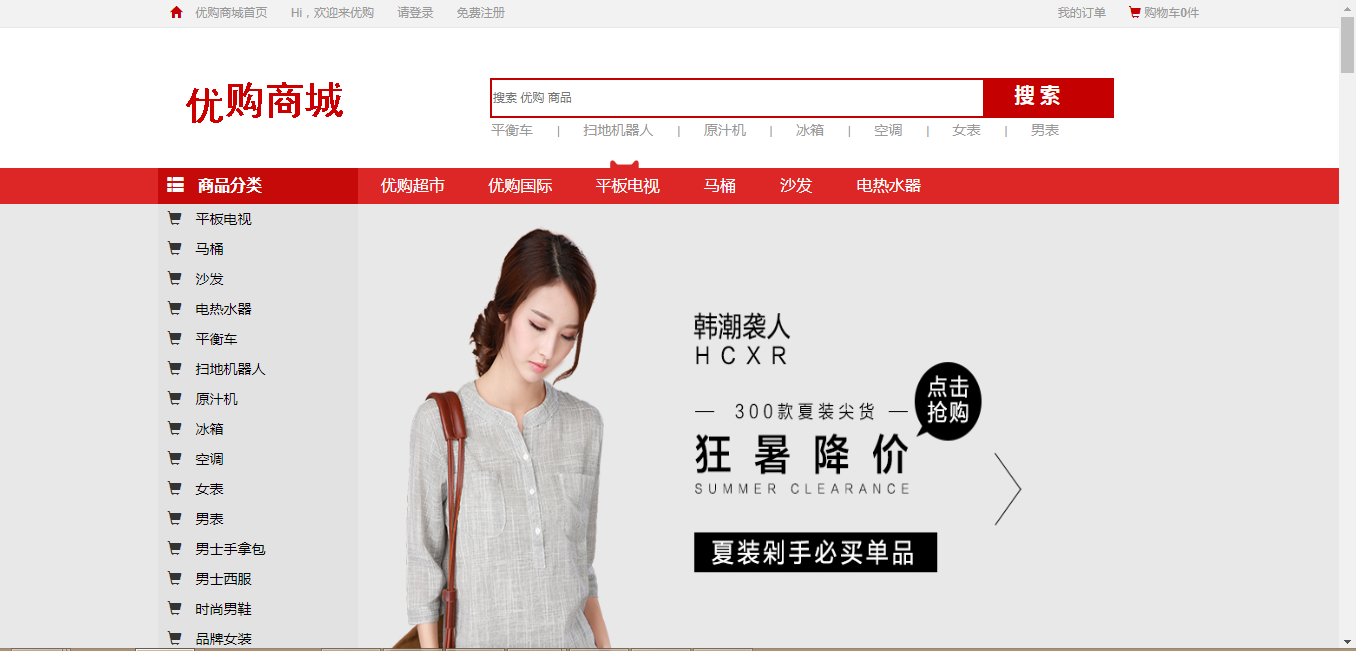 优购商城首页 Hi，欢迎来优购 请登录 免费注册 我的订单 购物车0件
优购商城
搜索 优购 商品 搜索
平衡车 | 扫地机器人 | 原汁机 | 冰箱 | 空调 | 女表 | 男表
商品分类 优购超市 优购国际 平板电视 马桶 沙发 电热水器
平板电视
马桶
沙发
电热水器
平衡车
扫地机器人
原汁机
冰箱
空调
女表
男表
男士手拿包
男士西服
时尚男鞋
品牌女装
韩潮袭人
HCXR
— 300款夏装尖货 —
点击
抢购
狂暑降价
SUMMER CLEARANCE
夏装剁手必买单品